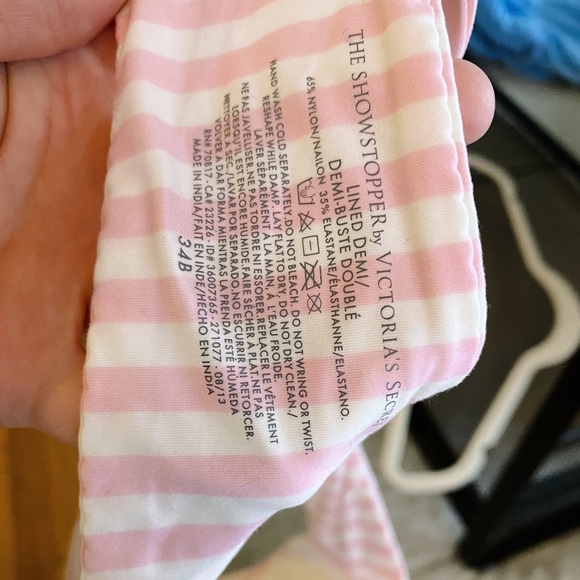 THE SHOWSTOPPER by VICTORIA'S SECRET
LINED DEMI/
DEMI-BUSTE DOUBLÉ
65% NYLON/NAILON 35% ELASTANE/ÉLASTHANNE/ELASTANO.
HAND WASH COLD SEPARATELY. DO NOT BLEACH. DO NOT WRING OR TWIST.
RESHAPE WHILE DAMP. LAY FLAT TO DRY. DO NOT DRY CLEAN./
LAVER SÉPARÉMENT À LA MAIN, À L'EAU FROIDE.
NE PAS JAVELLISER. NE PAS TORDRE NI ESSORER. REPLACER LE VÊTEMENT
LORSQU'IL EST ENCORE HUMIDE. FAIRE SÉCHER À PLAT. NE PAS
NETTOYER À SEC./LAVAR POR SEPARADO. NO ESCURRIR NI RETORCER.
VOLVER A DAR FORMA MIENTRAS LA PRENDA ESTÉ HÚMEDA
RN# 70817 - CA# 23226 ID# 36007365 - 271077 - 08/13
MADE IN INDIA/FAIT EN INDE/HECHO EN INDIA
34B